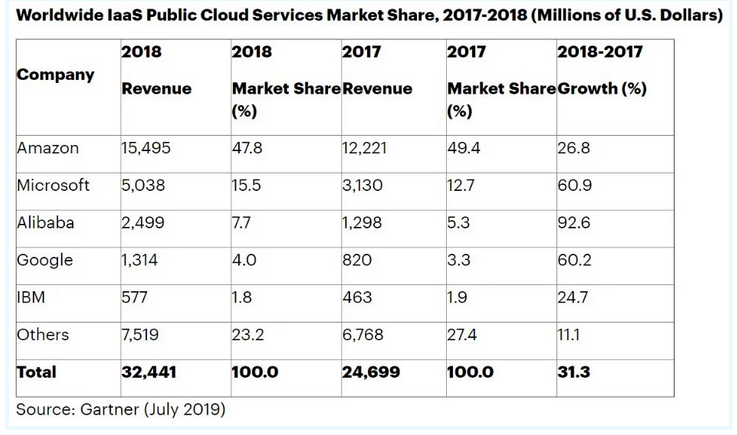 Worldwide IaaS Public Cloud Services Market Share, 2017-2018 (Millions of U.S. Dollars)
Company 2018 Revenue 2018 Market Share (%) 2017 Revenue 2017 Market Share (%) 2018-2017 Growth (%)
Amazon 15,495 47.8 12,221 49.4 26.8
Microsoft 5,038 15.5 3,130 12.7 60.9
Alibaba 2,499 7.7 1,298 5.3 92.6
Google 1,314 4.0 820 3.3 60.2
IBM 577 1.8 463 1.9 24.7
Others 7,519 23.2 6,768 27.4 11.1
Total 32,441 100.0 24,699 100.0 31.3
Source: Gartner (July 2019)